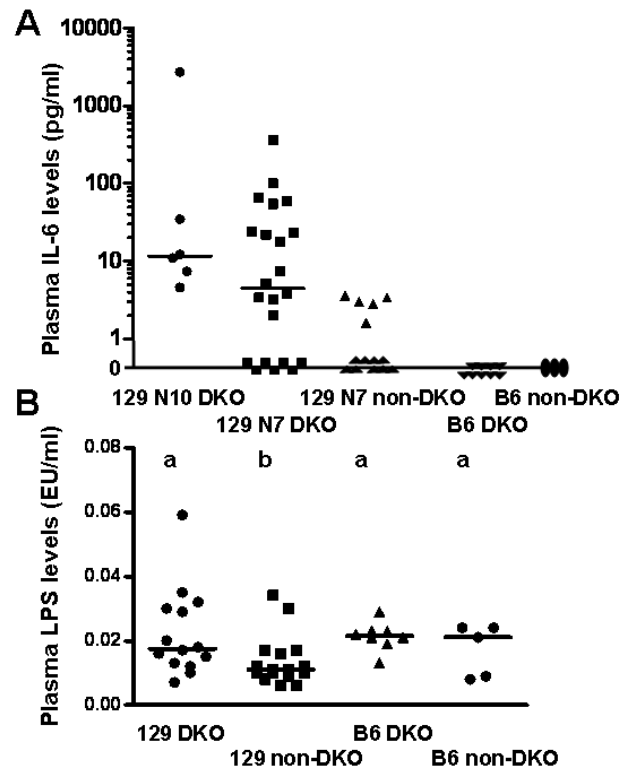 A
Plasma IL-6 levels (pg/ml)
10000
1000
100
10
1
0
129 N10 DKO
129 N7 DKO
129 N7 non-DKO
B6 DKO
B6 non-DKO
B
Plasma LPS levels (EU/ml)
0.08
0.06
0.04
0.02
0.00
a
b
a
a
129 DKO
129 non-DKO
B6 DKO
B6 non-DKO